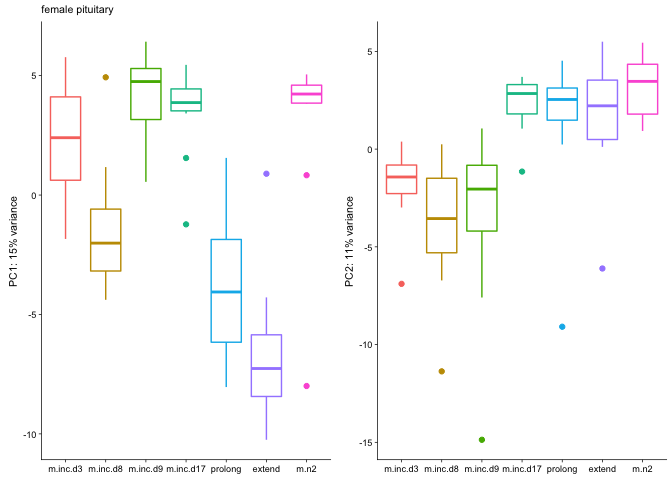 female pituitary
PC1: 15% variance
5
0
-5
-10
m.inc.d3 m.inc.d8 m.inc.d9 m.inc.d17 prolong extend m.n2
PC2: 11% variance
5
0
-5
-10
-15
m.inc.d3 m.inc.d8 m.inc.d9 m.inc.d17 prolong extend m.n2